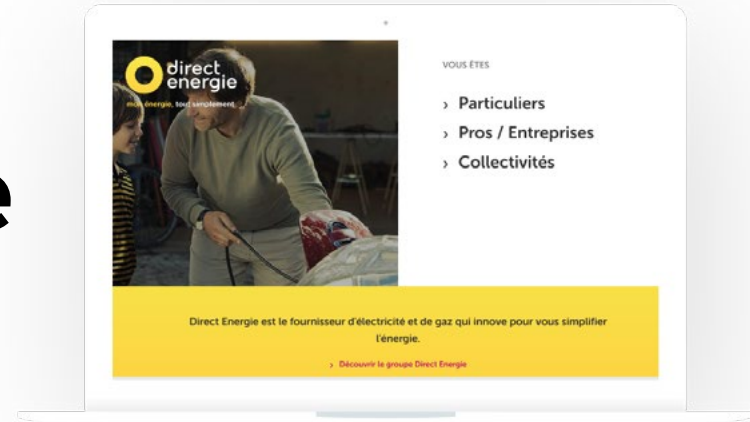 e
direct
energie
mon énergie, tout simplement.
VOUS ÊTES
› Particuliers
› Pros / Entreprises
› Collectivités
Direct Energie est le fournisseur d'électricité et de gaz qui innove pour vous simplifier
l'énergie.
› Découvrir le groupe Direct Energie